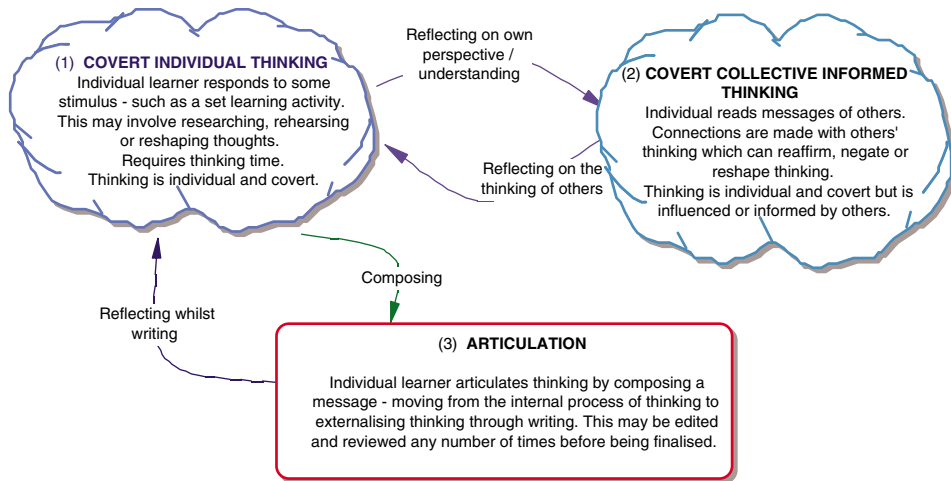 (1) COVERT INDIVIDUAL THINKING
Individual learner responds to some
stimulus - such as a set learning activity.
This may involve researching, rehearsing
or reshaping thoughts.
Requires thinking time.
Thinking is individual and covert.
Reflecting on own
perspective /
understanding
(2) COVERT COLLECTIVE INFORMED
THINKING
Individual reads messages of others.
Connections are made with others'
thinking which can reaffirm, negate or
reshape thinking.
Thinking is individual and covert but is
influenced or informed by others.
Reflecting on the
thinking of others
Composing
Reflecting whilst
writing
(3) ARTICULATION
Individual learner articulates thinking by composing a
message - moving from the internal process of thinking to
externalising thinking through writing. This may be edited
and reviewed any number of times before being finalised.